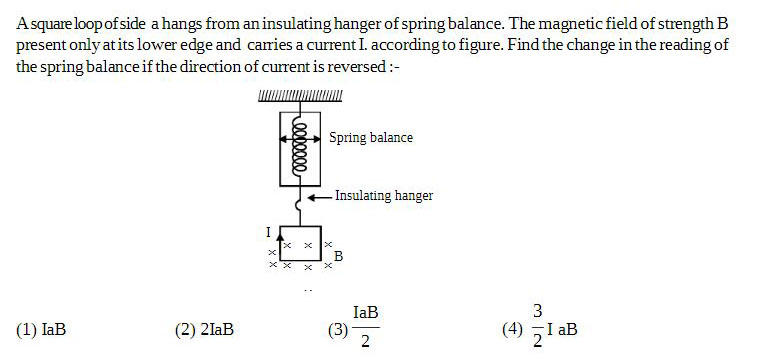 A square loop of side a hangs from an insulating hanger of spring balance. The magnetic field of strength B
present only at its lower edge and carries a current I. according to figure. Find the change in the reading of
the spring balance if the direction of current is reversed :-
Spring balance
Insulating hanger
I
× × ×
× B
× × × ×
..
(1) IaB (2) 2IaB (3) IaB/2 (4) 3/2 I aB